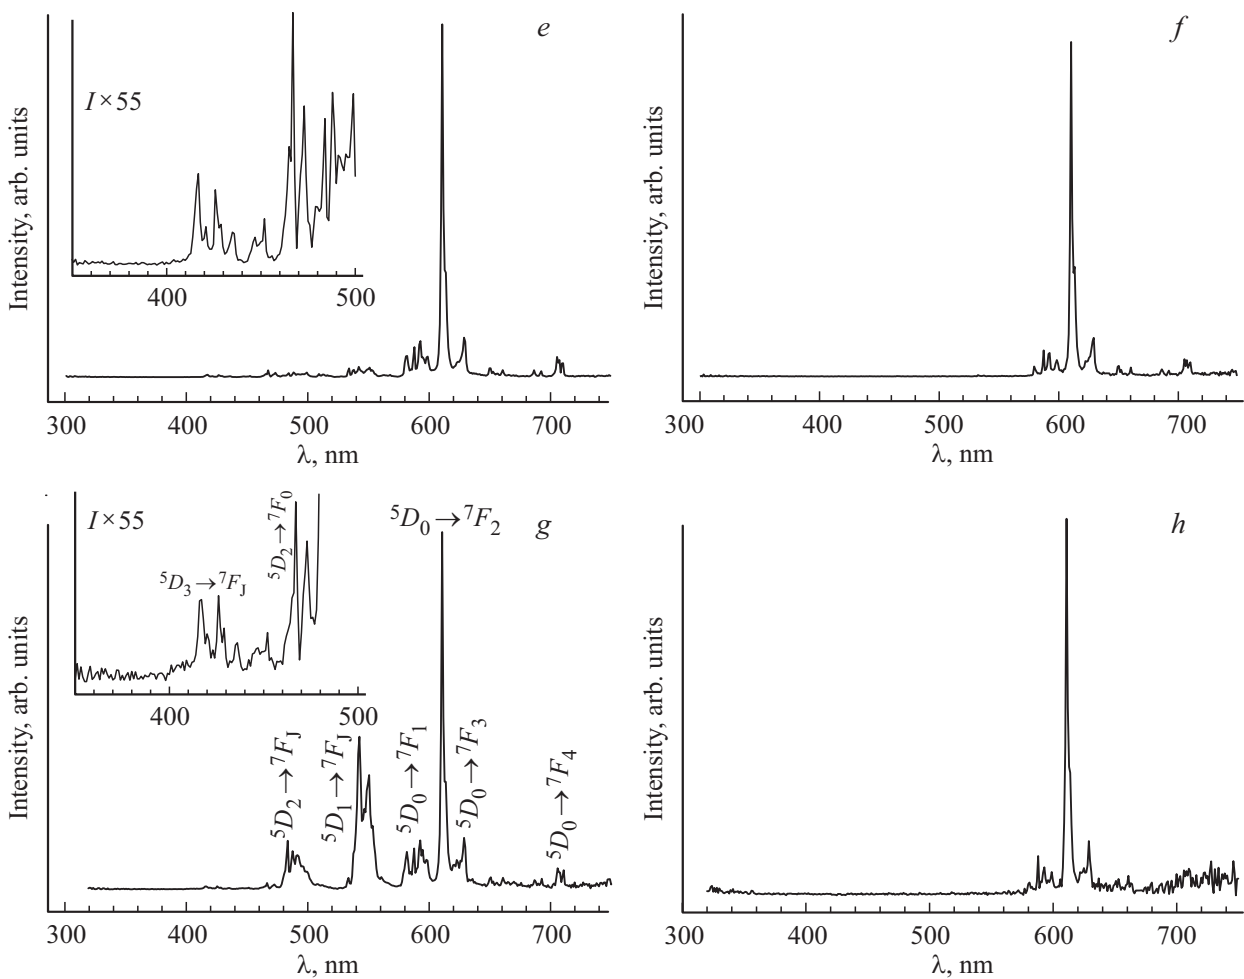 e
I × 55
Intensity, arb. units
400 500
300 400 500 600 700
λ, nm
f
Intensity, arb. units
300 400 500 600 700
λ, nm
g
I × 55
⁵D₃ → ⁷F_J
⁵D₂ → ⁷F₀
⁵D₀ → ⁷F₂
Intensity, arb. units
400 500
⁵D₂ → ⁷F_J
⁵D₁ → ⁷F_J
⁵D₀ → ⁷F₁
⁵D₀ → ⁷F₃
⁵D₀ → ⁷F₄
300 400 500 600 700
λ, nm
h
Intensity, arb. units
300 400 500 600 700
λ, nm